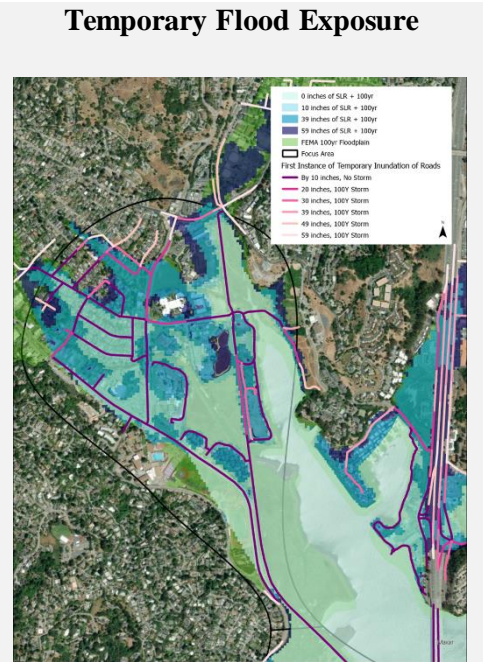 Temporary Flood Exposure
0 inches of SLR + 100yr
10 inches of SLR + 100yr
39 inches of SLR + 100yr
59 inches of SLR + 100yr
FEMA 100yr Floodplain
Focus Area
First Instance of Temporary Inundation of Roads
By 10 inches, No Storm
20 inches, 100Y Storm
30 inches, 100Y Storm
39 inches, 100Y Storm
49 inches, 100Y Storm
59 inches, 100Y Storm